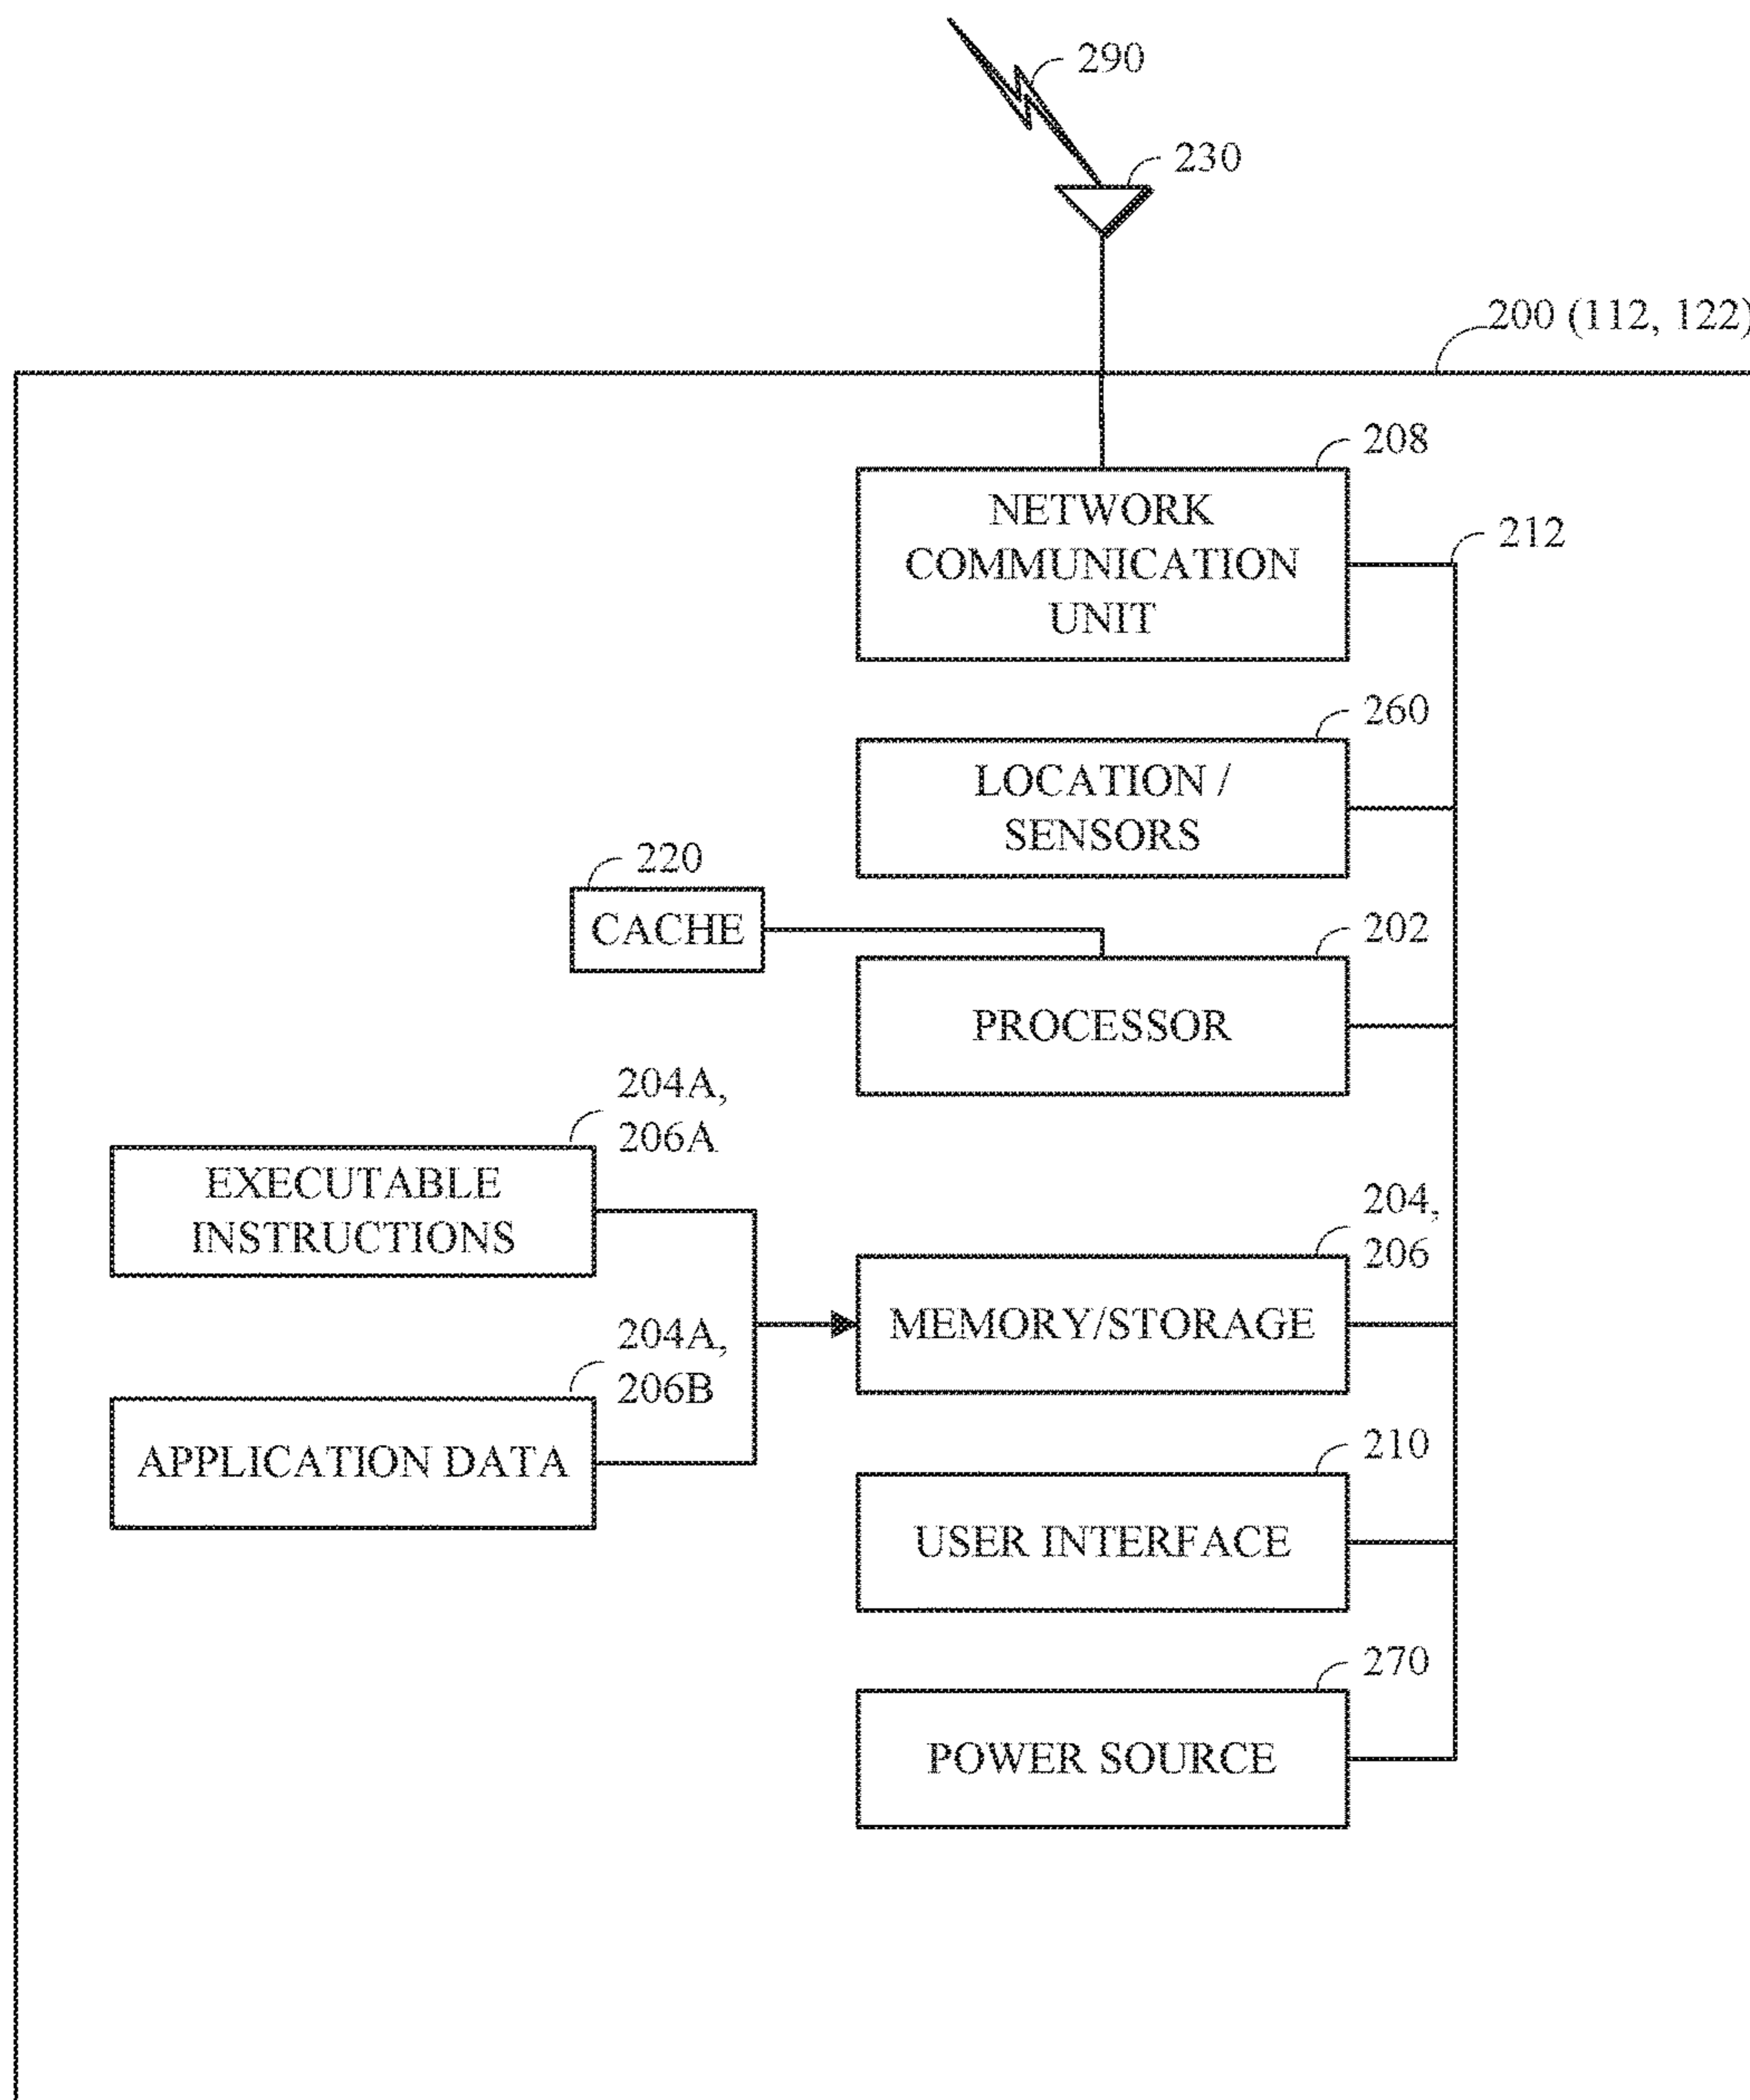 290
230
200 (112, 122)
208
NETWORK
COMMUNICATION
UNIT
212
260
LOCATION /
SENSORS
220
CACHE
202
PROCESSOR
204A,
206A
EXECUTABLE
INSTRUCTIONS
204,
206
MEMORY/STORAGE
204A,
206B
APPLICATION DATA
210
USER INTERFACE
270
POWER SOURCE